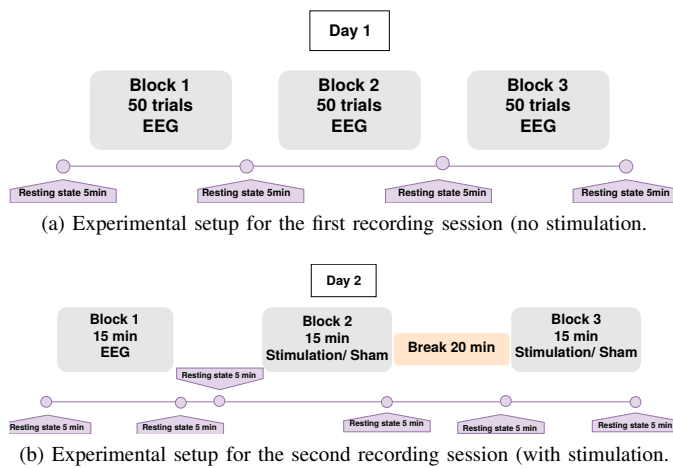 Day 1
Block 1
50 trials
EEG
Block 2
50 trials
EEG
Block 3
50 trials
EEG
Resting state 5min
Resting state 5min
Resting state 5min
Resting state 5min
(a) Experimental setup for the first recording session (no stimulation.
Day 2
Block 1
15 min
EEG
Block 2
15 min
Stimulation/ Sham
Break 20 min
Block 3
15 min
Stimulation/ Sham
Resting state 5 min
Resting state 5 min
Resting state 5 min
Resting state 5 min
Resting state 5 min
Resting state 5 min
(b) Experimental setup for the second recording session (with stimulation.